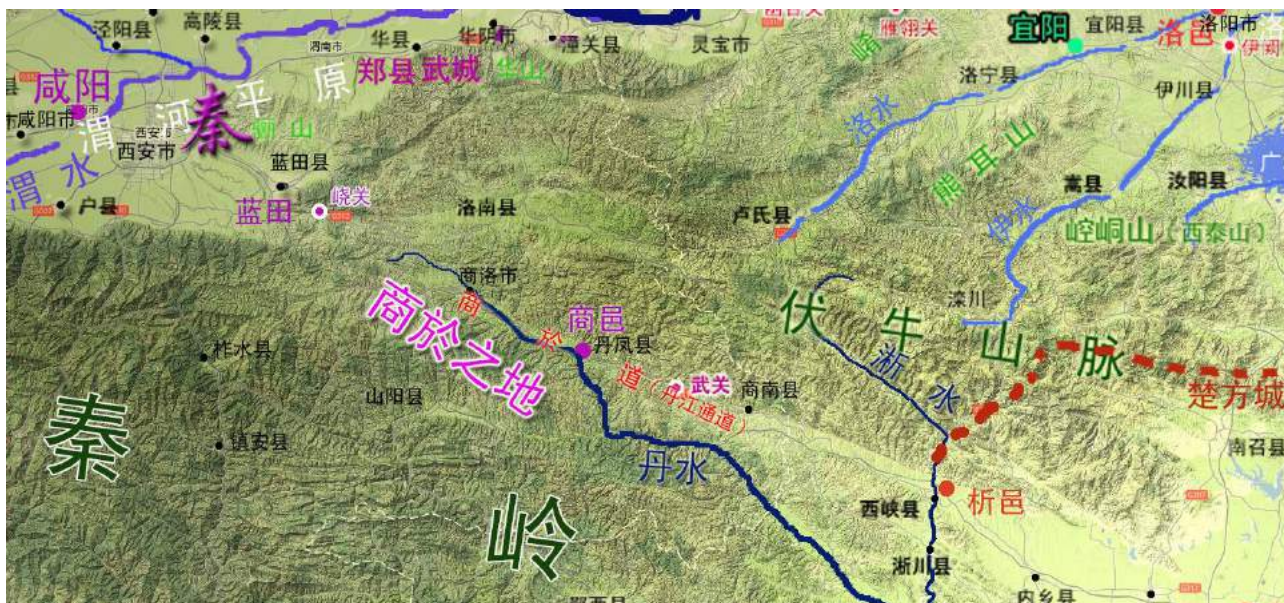 泾阳县
高陵县
渭南市
华县
华阴市
潼关县
灵宝市
雁翎关
宜阳
宜阳县
洛邑
洛阳市
伊阙
咸阳
咸阳市
秦
渭河平原
郑县
武城
华山
骊山
崤
洛宁县
洛水
伊川县
西安市
西安市
蓝田县
渭水
户县
蓝田
峣关
洛南县
卢氏县
熊耳山
嵩县
伊水
汝阳县
崆峒山（西泰山）
栾川
商洛市
商於之地
商於道（丹江通道）
商邑
丹凤县
武关
商南县
伏牛山脉
淅水
楚方城
南召县
柞水县
山阳县
镇安县
丹水
秦岭
西峡县
析邑
淅川县
内乡县